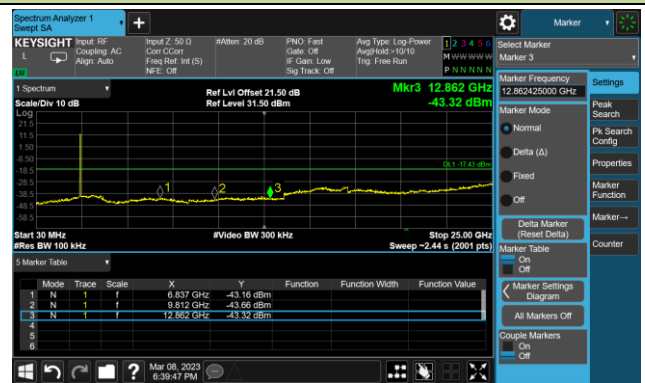 Spectrum Analyzer 1
Swept SA
Marker
KEYSIGHT
L
Input: RF
Coupling: AC
Align: Auto
Input Z: 50 Ω
Corr CCorr
Freq Ref: Int (S)
NFE: Off
#Atten: 20 dB
PNO: Fast
Gate: Off
IF Gain: Low
Sig Track: Off
Avg Type: Log-Power
Avg|Hold:>10/10
Trig: Free Run
1 2 3 4 5 6
M W W W W W
P N N N N N
LW
Select Marker
Marker 3
1 Spectrum
Scale/Div 10 dB
Log
Ref Lvl Offset 21.50 dB
Ref Level 31.50 dBm
Mkr3 12.862 GHz
-43.32 dBm
21.5
11.5
1.50
-8.50
-18.5
-28.5
-38.5
-48.5
-58.5
DL1 -17.43 dBm
1
2
3
Start 30 MHz
#Res BW 100 kHz
#Video BW 300 kHz
Stop 25.00 GHz
Sweep ~2.44 s (2001 pts)
5 Marker Table
Mode Trace Scale X Y Function Function Width Function Value
1 N 1 f 6.837 GHz -43.16 dBm
2 N 1 f 9.812 GHz -43.66 dBm
3 N 1 f 12.862 GHz -43.32 dBm
4
5
6
Marker Frequency
12.862425000 GHz
Marker Mode
Normal
Delta (Δ)
Fixed
Off
Delta Marker
(Reset Delta)
Marker Table
On
Off
Marker Settings
Diagram
All Markers Off
Couple Markers
On
Off
Settings
Peak
Search
Pk Search
Config
Properties
Marker
Function
Marker→
Counter
?
Mar 08, 2023
6:39:47 PM